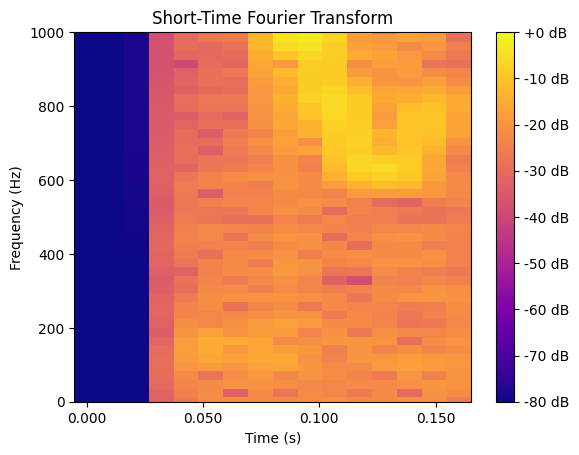 Short-Time Fourier Transform
1000
800
600
400
200
0
Frequency (Hz)
0.000
0.050
0.100
0.150
Time (s)
+0 dB
-10 dB
-20 dB
-30 dB
-40 dB
-50 dB
-60 dB
-70 dB
-80 dB